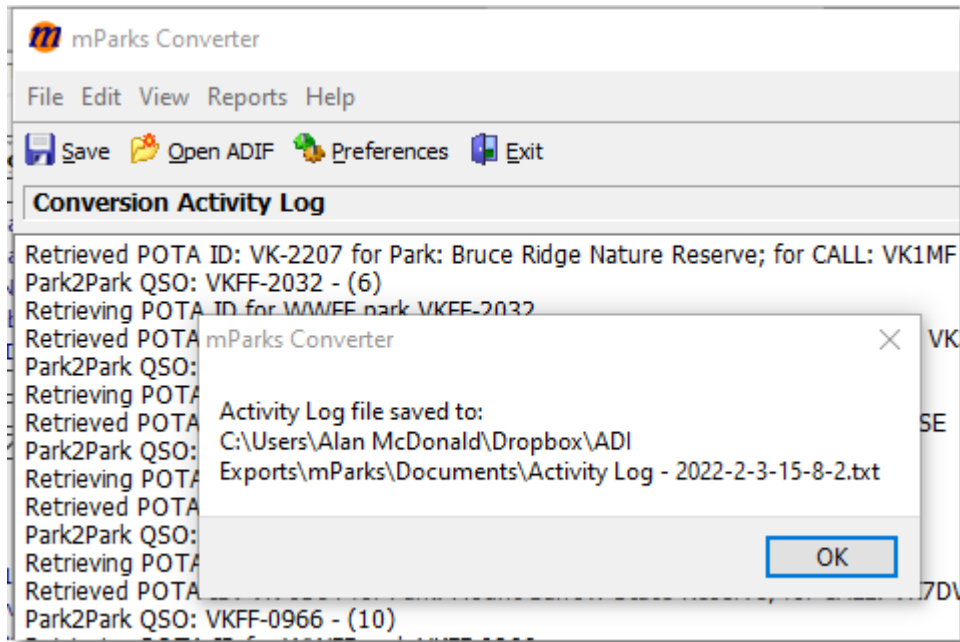 mParks Converter
File Edit View Reports Help
Save Open ADIF Preferences Exit
Conversion Activity Log
Retrieved POTA ID: VK-2207 for Park: Bruce Ridge Nature Reserve; for CALL: VK1MF
Park2Park QSO: VKFF-2032 - (6)
Retrieving POTA ID for WWFF park VKFF-2032
Retrieved POTA VK
Park2Park QSO:
Retrieving POTA
Retrieved POTA SE
Park2Park QSO:
Retrieving POTA
Retrieved POTA
Park2Park QSO:
Retrieving POTA
Retrieved POTA
Park2Park QSO: VKFF-0966 - (10)
mParks Converter
Activity Log file saved to:
C:\Users\Alan McDonald\Dropbox\ADI
Exports\mParks\Documents\Activity Log - 2022-2-3-15-8-2.txt
OK